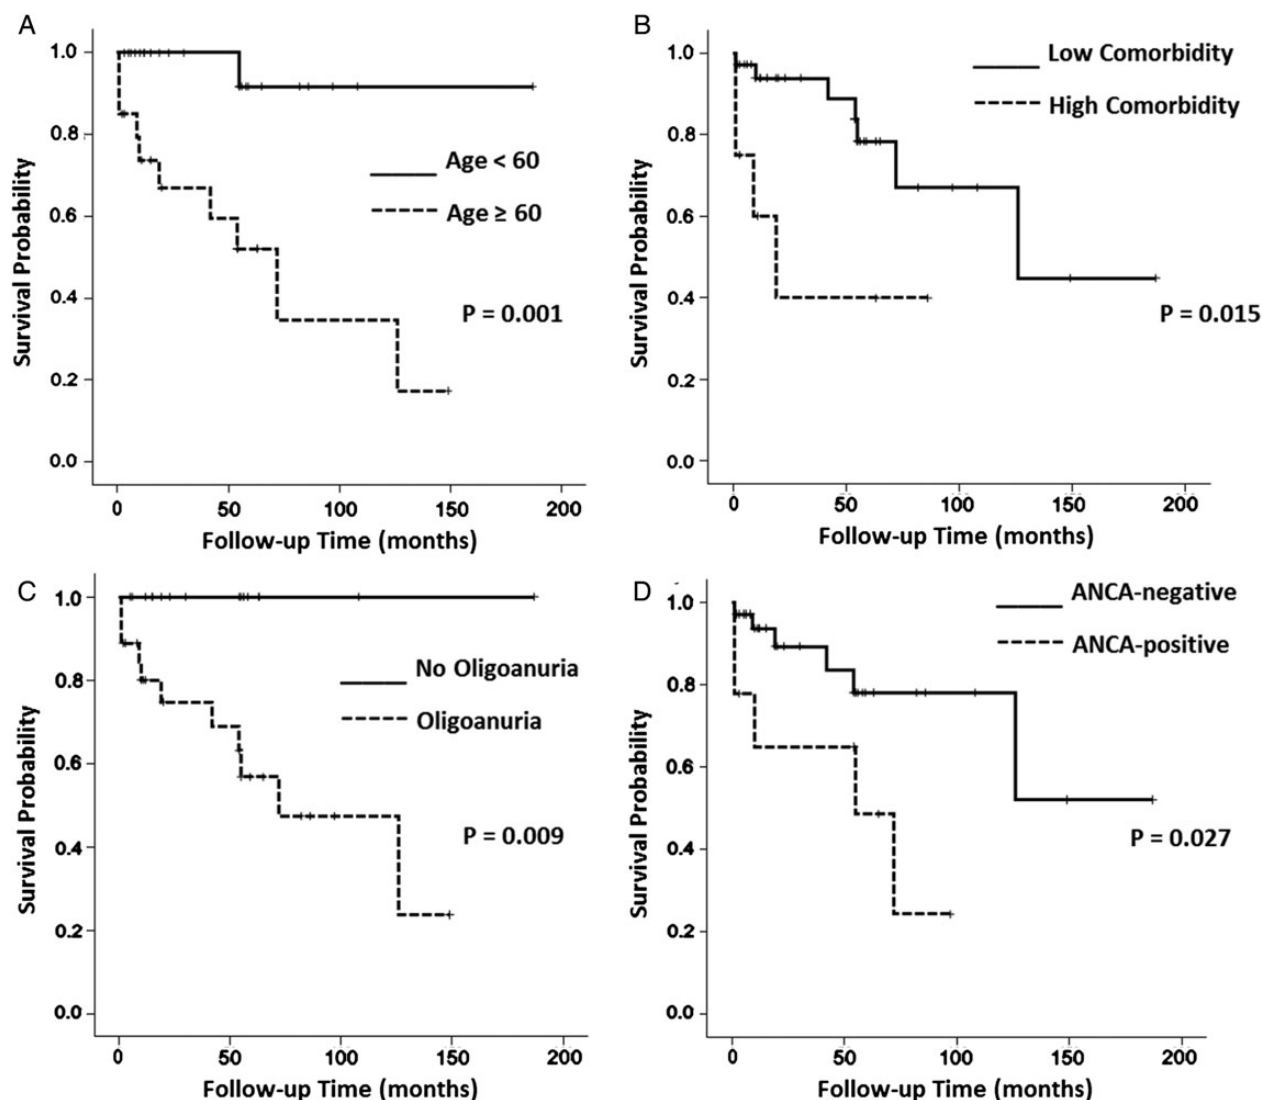 A
1.0
0.8
0.6
0.4
0.2
0.0
Survival Probability
Age < 60
Age ≥ 60
P = 0.001
0 50 100 150 200
Follow-up Time (months)
B
1.0
0.8
0.6
0.4
0.2
0.0
Survival Probability
Low Comorbidity
High Comorbidity
P = 0.015
0 50 100 150 200
Follow-up Time (months)
C
1.0
0.8
0.6
0.4
0.2
0.0
Survival Probability
No Oligoanuria
Oligoanuria
P = 0.009
0 50 100 150 200
Follow-up Time (months)
D
1.0
0.8
0.6
0.4
0.2
0.0
Survival Probability
ANCA-negative
ANCA-positive
P = 0.027
0 50 100 150 200
Follow-up Time (months)